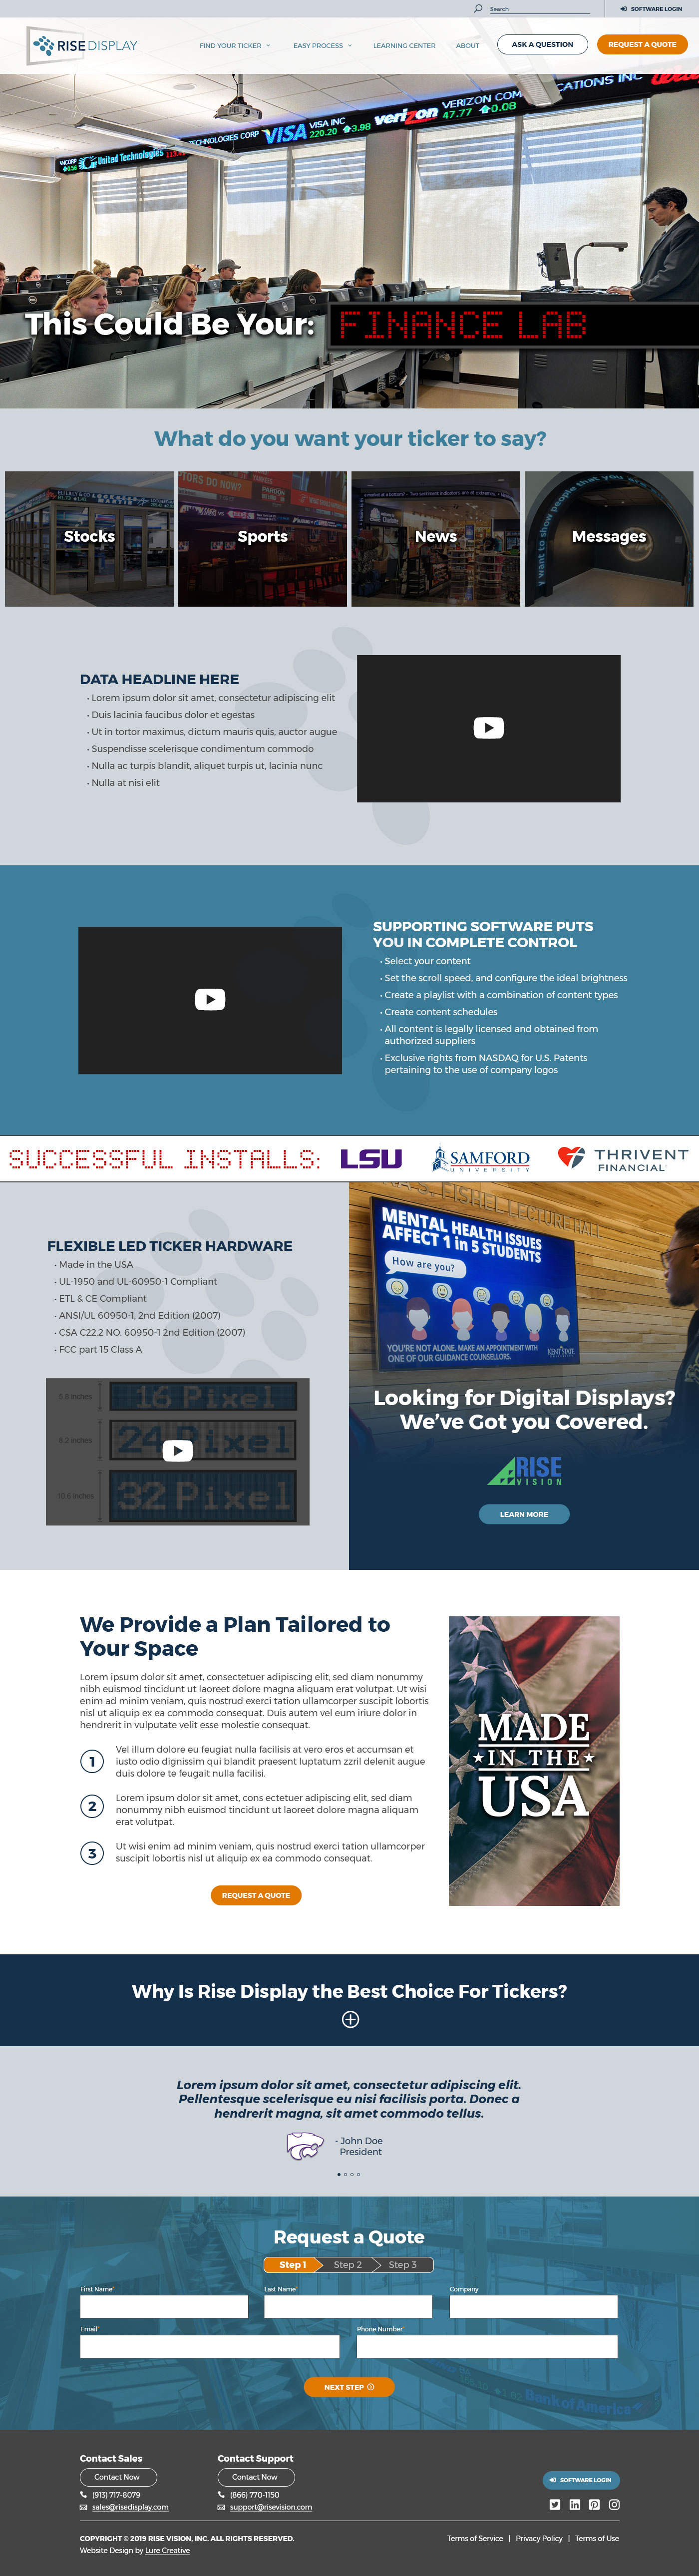 Search
SOFTWARE LOGIN
RISEDISPLAY
FIND YOUR TICKER
EASY PROCESS
LEARNING CENTER
ABOUT
ASK A QUESTION
REQUEST A QUOTE
United Technologies
TECHNOLOGIES CORP
VISA
VISA INC
220.20 3.98
verizon
VERIZON COM
47.77 0.08
CATIONS INC
This Could Be Your:
FINANCE LAB
What do you want your ticker to say?
Stocks
Sports
News
Messages
DATA HEADLINE HERE
• Lorem ipsum dolor sit amet, consectetur adipiscing elit
• Duis lacinia faucibus dolor et egestas
• Ut in tortor maximus, dictum mauris quis, auctor augue
• Suspendisse scelerisque condimentum commodo
• Nulla ac turpis blandit, aliquet turpis ut, lacinia nunc
• Nulla at nisi elit
SUPPORTING SOFTWARE PUTS
YOU IN COMPLETE CONTROL
• Select your content
• Set the scroll speed, and configure the ideal brightness
• Create a playlist with a combination of content types
• Create content schedules
• All content is legally licensed and obtained from
authorized suppliers
• Exclusive rights from NASDAQ for U.S. Patents
pertaining to the use of company logos
SUCCESSFUL INSTALLS:
LSU
SAMFORD
UNIVERSITY
THRIVENT
FINANCIAL
FLEXIBLE LED TICKER HARDWARE
• Made in the USA
• UL-1950 and UL-60950-1 Compliant
• ETL & CE Compliant
• ANSI/UL 60950-1, 2nd Edition (2007)
• CSA C22.2 NO. 60950-1 2nd Edition (2007)
• FCC part 15 Class A
5.8 inches
16 Pixel
8.2 inches
24 Pixel
10.6 inches
32 Pixel
MENTAL HEALTH ISSUES
AFFECT 1 in 5 STUDENTS
How are you?
YOU'RE NOT ALONE. MAKE AN APPOINTMENT WITH
ONE OF OUR GUIDANCE COUNSELLORS.
KENT STATE
Looking for Digital Displays?
We've Got you Covered.
RISE
VISION
LEARN MORE
We Provide a Plan Tailored to
Your Space
Lorem ipsum dolor sit amet, consectetuer adipiscing elit, sed diam nonummy
nibh euismod tincidunt ut laoreet dolore magna aliquam erat volutpat. Ut wisi
enim ad minim veniam, quis nostrud exerci tation ullamcorper suscipit lobortis
nisl ut aliquip ex ea commodo consequat. Duis autem vel eum iriure dolor in
hendrerit in vulputate velit esse molestie consequat.
1
Vel illum dolore eu feugiat nulla facilisis at vero eros et accumsan et
iusto odio dignissim qui blandit praesent luptatum zzril delenit augue
duis dolore te feugait nulla facilisi.
2
Lorem ipsum dolor sit amet, cons ectetuer adipiscing elit, sed diam
nonummy nibh euismod tincidunt ut laoreet dolore magna aliquam
erat volutpat.
3
Ut wisi enim ad minim veniam, quis nostrud exerci tation ullamcorper
suscipit lobortis nisl ut aliquip ex ea commodo consequat.
REQUEST A QUOTE
MADE
IN THE
USA
Why Is Rise Display the Best Choice For Tickers?
Lorem ipsum dolor sit amet, consectetur adipiscing elit.
Pellentesque scelerisque eu nisi facilisis porta. Donec a
hendrerit magna, sit amet commodo tellus.
- John Doe
President
Request a Quote
Step 1
Step 2
Step 3
First Name*
Last Name*
Company
Email*
Phone Number
Bank of America
NEXT STEP
Contact Sales
Contact Now
(913) 717-8079
sales@risedisplay.com
Contact Support
Contact Now
(866) 770-1150
support@risevision.com
SOFTWARE LOGIN
COPYRIGHT © 2019 RISE VISION, INC. ALL RIGHTS RESERVED.
Website Design by Lure Creative
Terms of Service | Privacy Policy | Terms of Use